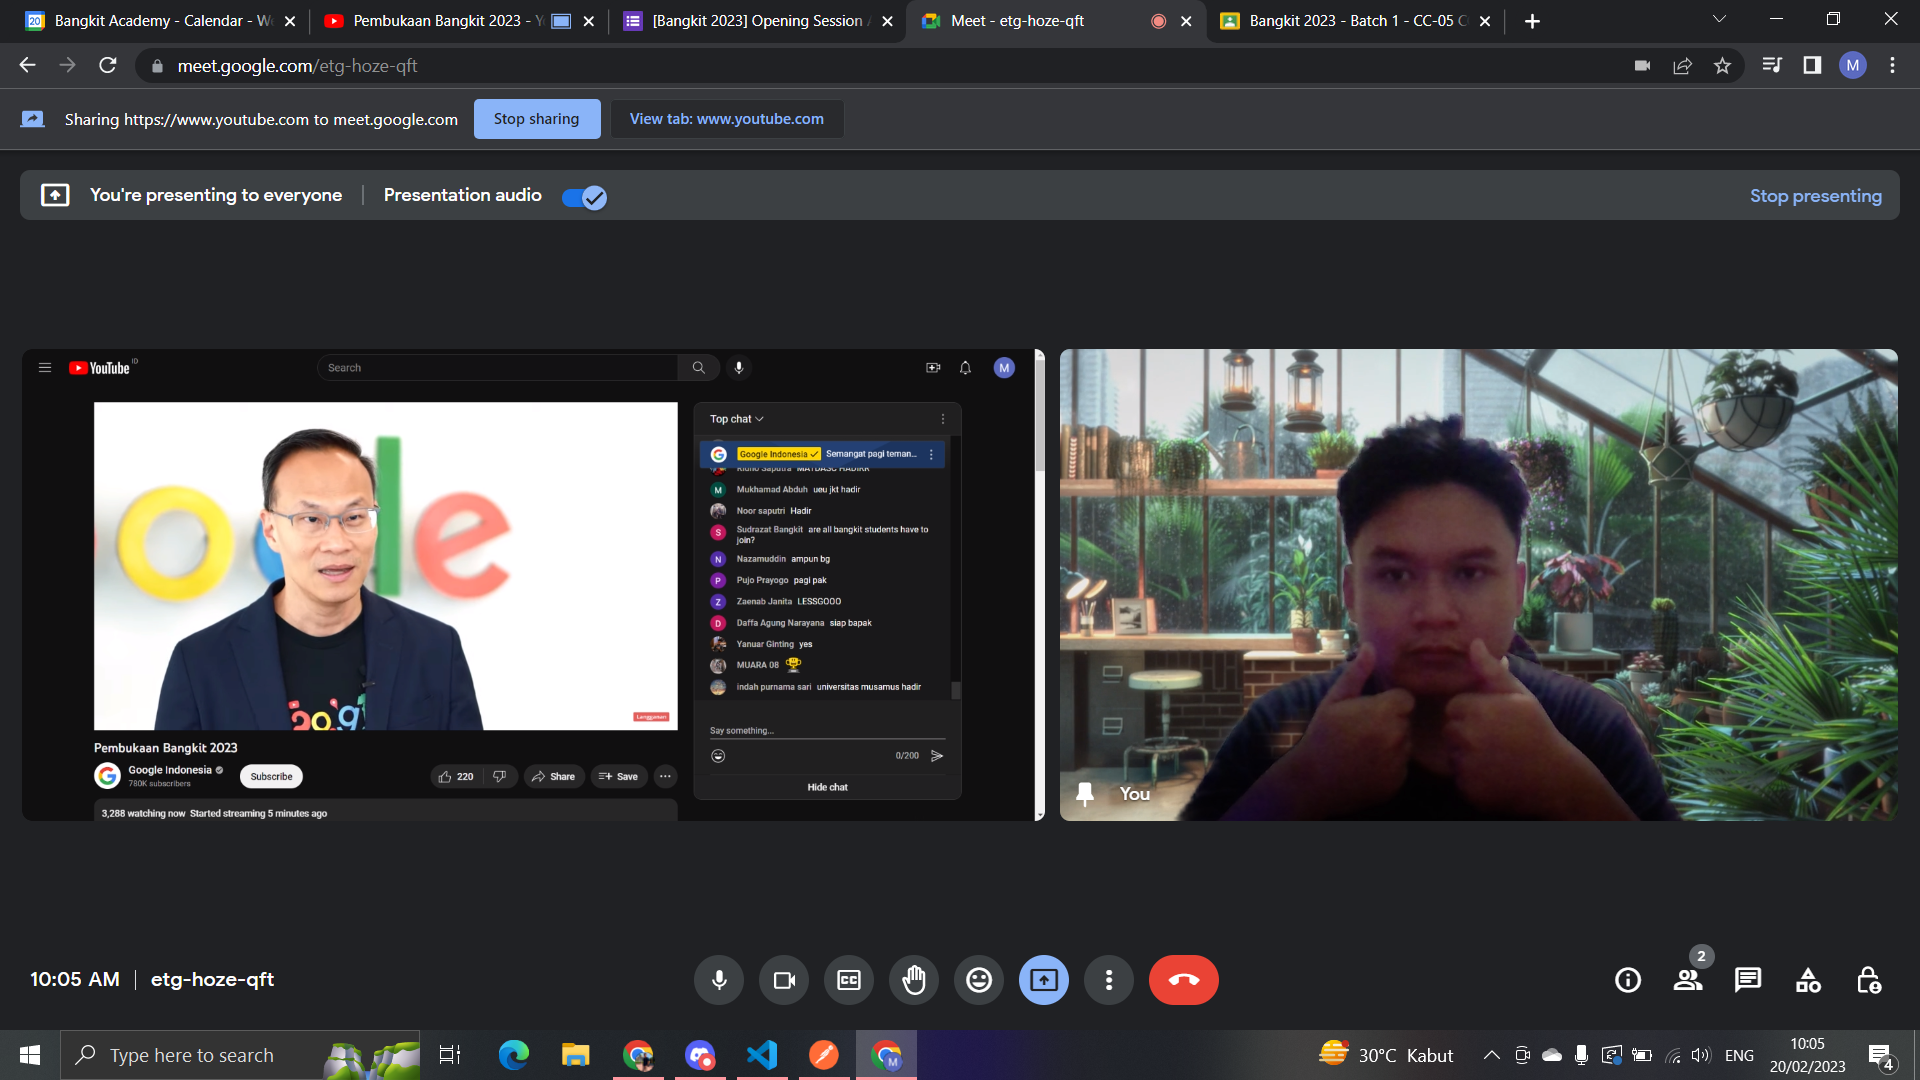 Bangkit Academy - Calendar - We
Pembukaan Bangkit 2023 - Y
[Bangkit 2023] Opening Session A
Meet - etg-hoze-qft
Bangkit 2023 - Batch 1 - CC-05 C
meet.google.com/etg-hoze-qft
M
Sharing https://www.youtube.com to meet.google.com
Stop sharing
View tab: www.youtube.com
You're presenting to everyone
Presentation audio
Stop presenting
YouTube ID
Search
M
Top chat
Google Indonesia Semangat pagi teman...
Ridho Saputra MATDASC HADIRR
M Mukhamad Abduh ueu jkt hadir
Noor saputri Hadir
S Sudrazat Bangkit are all bangkit students have to
join?
N Nazamuddin ampun bg
P Pujo Prayogo pagi pak
Z Zaenab Janita LESSGOOO
D Daffa Agung Narayana siap bapak
Yanuar Ginting yes
MUARA 08
indah purnama sari universitas musamus hadir
Say something...
0/200
Hide chat
Langganan
Pembukaan Bangkit 2023
Google Indonesia
780K subscribers
Subscribe
220
Share
Save
3,288 watching now Started streaming 5 minutes ago
You
10:05 AM
etg-hoze-qft
2
Type here to search
30°C Kabut
ENG
10:05
20/02/2023
4